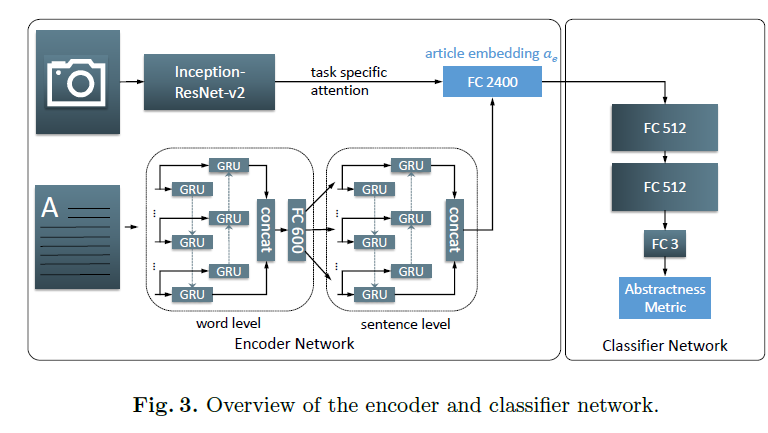 Inception-
ResNet-v2
task specific
attention
article embedding aₑ
FC 2400
A
GRU
GRU
⋮
GRU
GRU
⋮
GRU
GRU
concat
FC 600
word level
GRU
GRU
⋮
GRU
GRU
⋮
GRU
GRU
concat
sentence level
Encoder Network
FC 512
FC 512
FC 3
Abstractness
Metric
Classifier Network
Fig. 3. Overview of the encoder and classifier network.